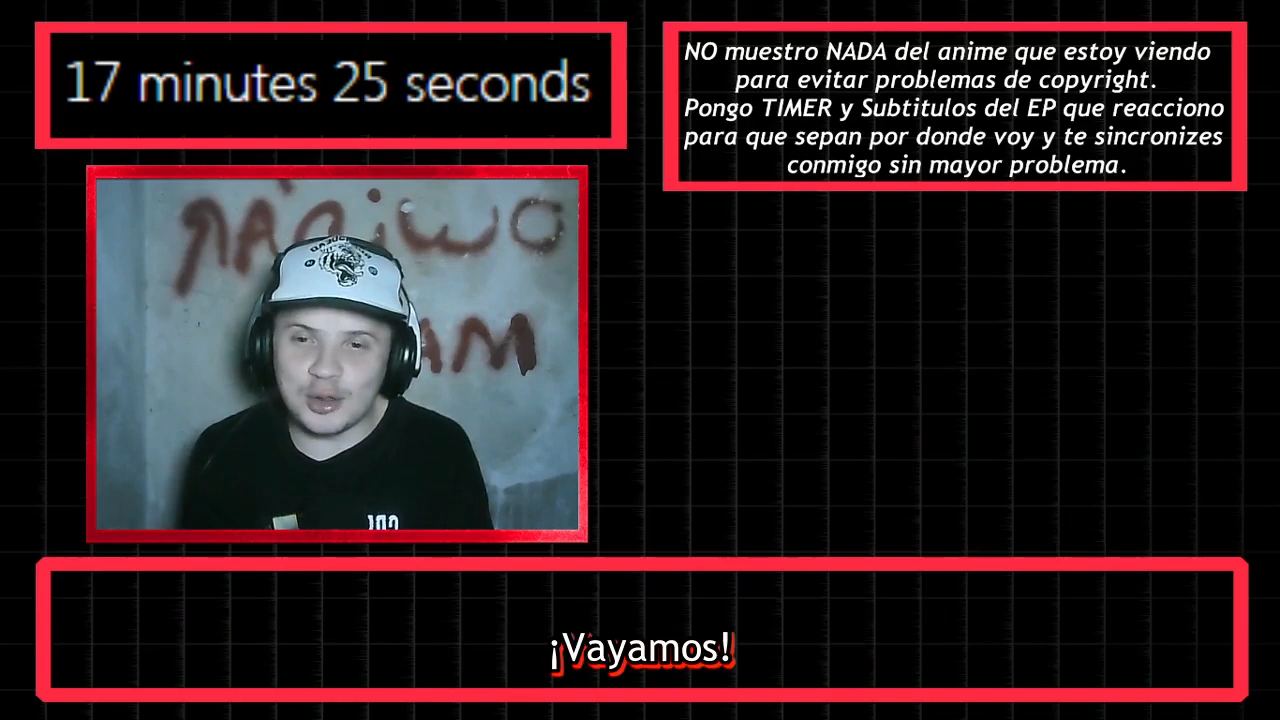 17 minutes 25 seconds
NO muestro NADA del anime que estoy viendo
para evitar problemas de copyright.
Pongo TIMER y Subtitulos del EP que reacciono
para que sepan por donde voy y te sincronizes
conmigo sin mayor problema.
¡Vayamos!